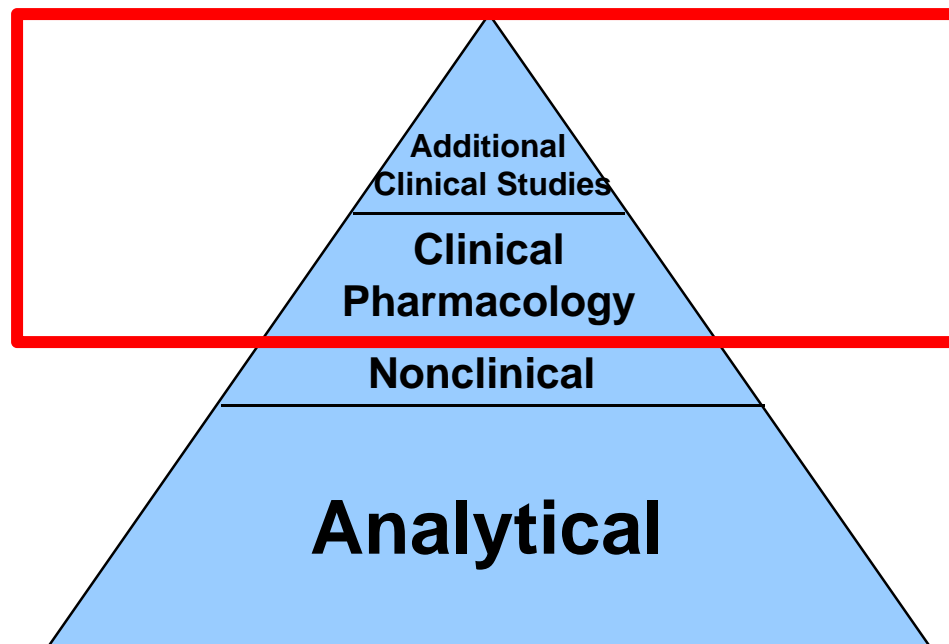 Additional
Clinical Studies
Clinical
Pharmacology
Nonclinical
Analytical